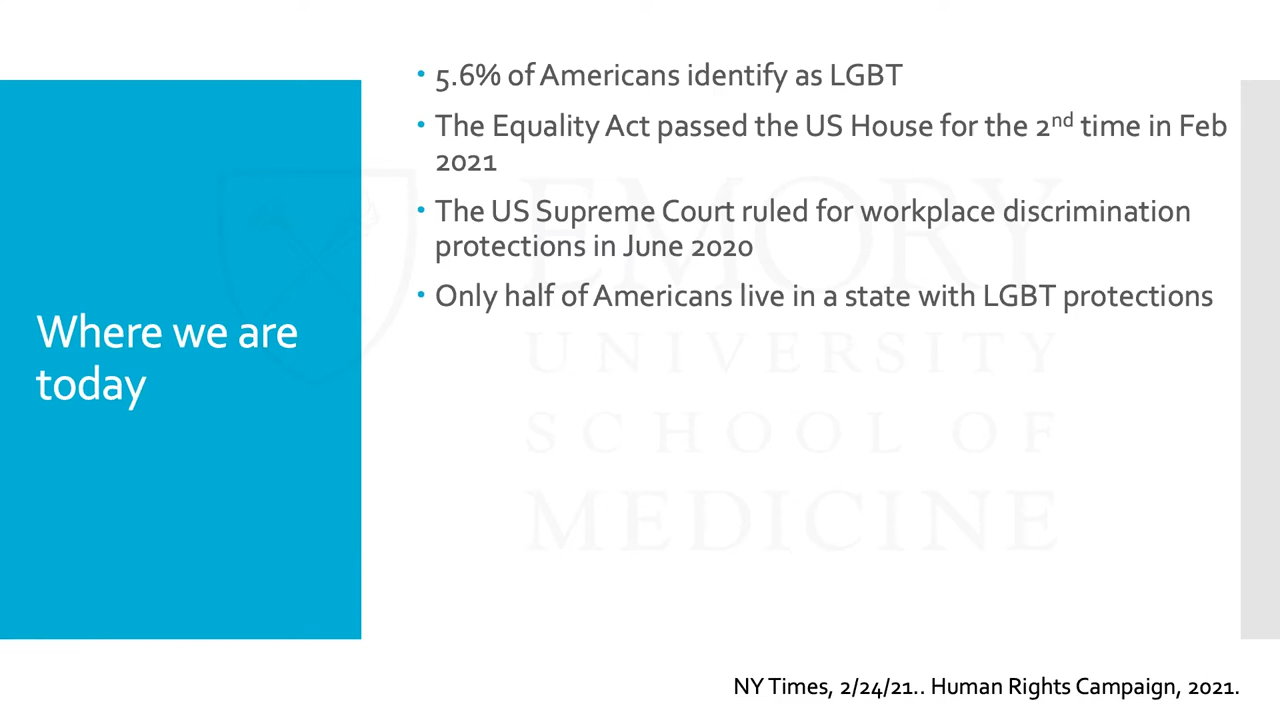 Where we are
today
• 5.6% of Americans identify as LGBT
• The Equality Act passed the US House for the 2nd time in Feb
2021
• The US Supreme Court ruled for workplace discrimination
protections in June 2020
• Only half of Americans live in a state with LGBT protections
EMORY
UNIVERSITY
SCHOOL OF
MEDICINE
NY Times, 2/24/21.. Human Rights Campaign, 2021.